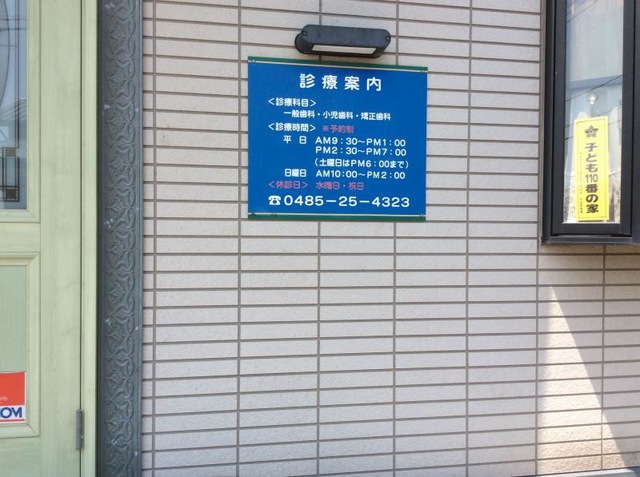 診療案内
＜診療科目＞
一般歯科・小児歯科・矯正歯科
＜診療時間＞ ※予約制
平　日　AM9：30～PM1：00
PM2：30～PM7：00
（土曜日はPM6：00まで）
日曜日　AM10：00～PM2：00
＜休診日＞ 水曜日・祝日
☎0485－25－4323
子ども110番の家